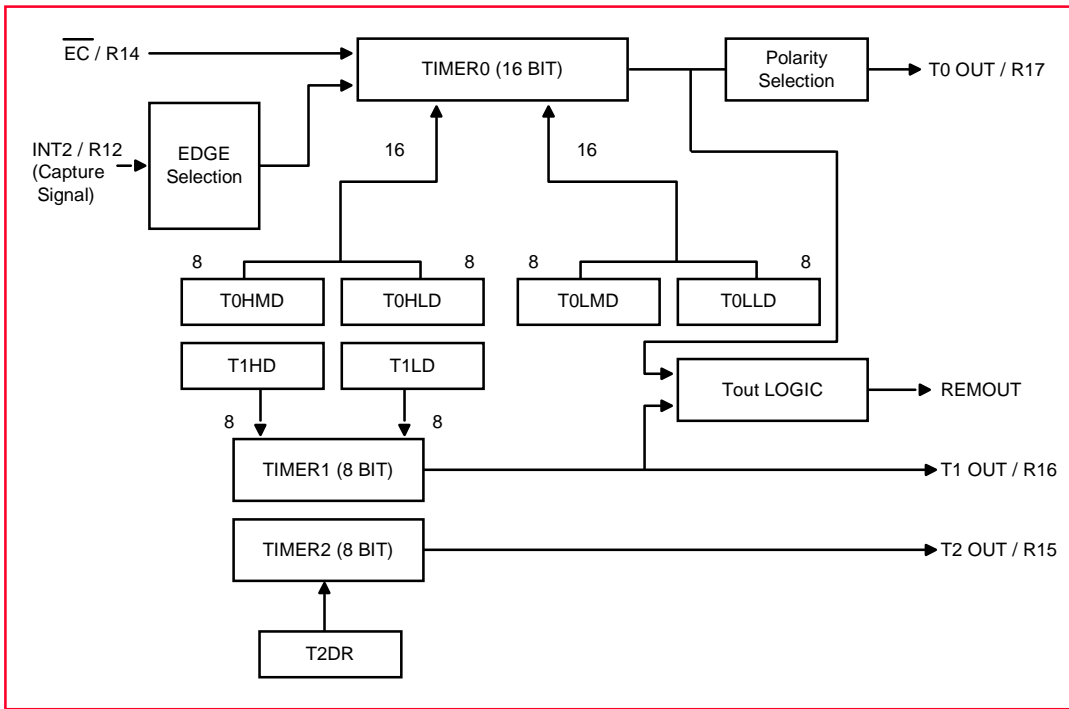 EC / R14
TIMER0 (16 BIT)
Polarity
Selection
T0 OUT / R17
INT2 / R12
(Capture
Signal)
EDGE
Selection
16
16
8
8
8
8
T0HMD
T0HLD
T0LMD
T0LLD
T1HD
T1LD
Tout LOGIC
REMOUT
8
8
TIMER1 (8 BIT)
T1 OUT / R16
TIMER2 (8 BIT)
T2 OUT / R15
T2DR